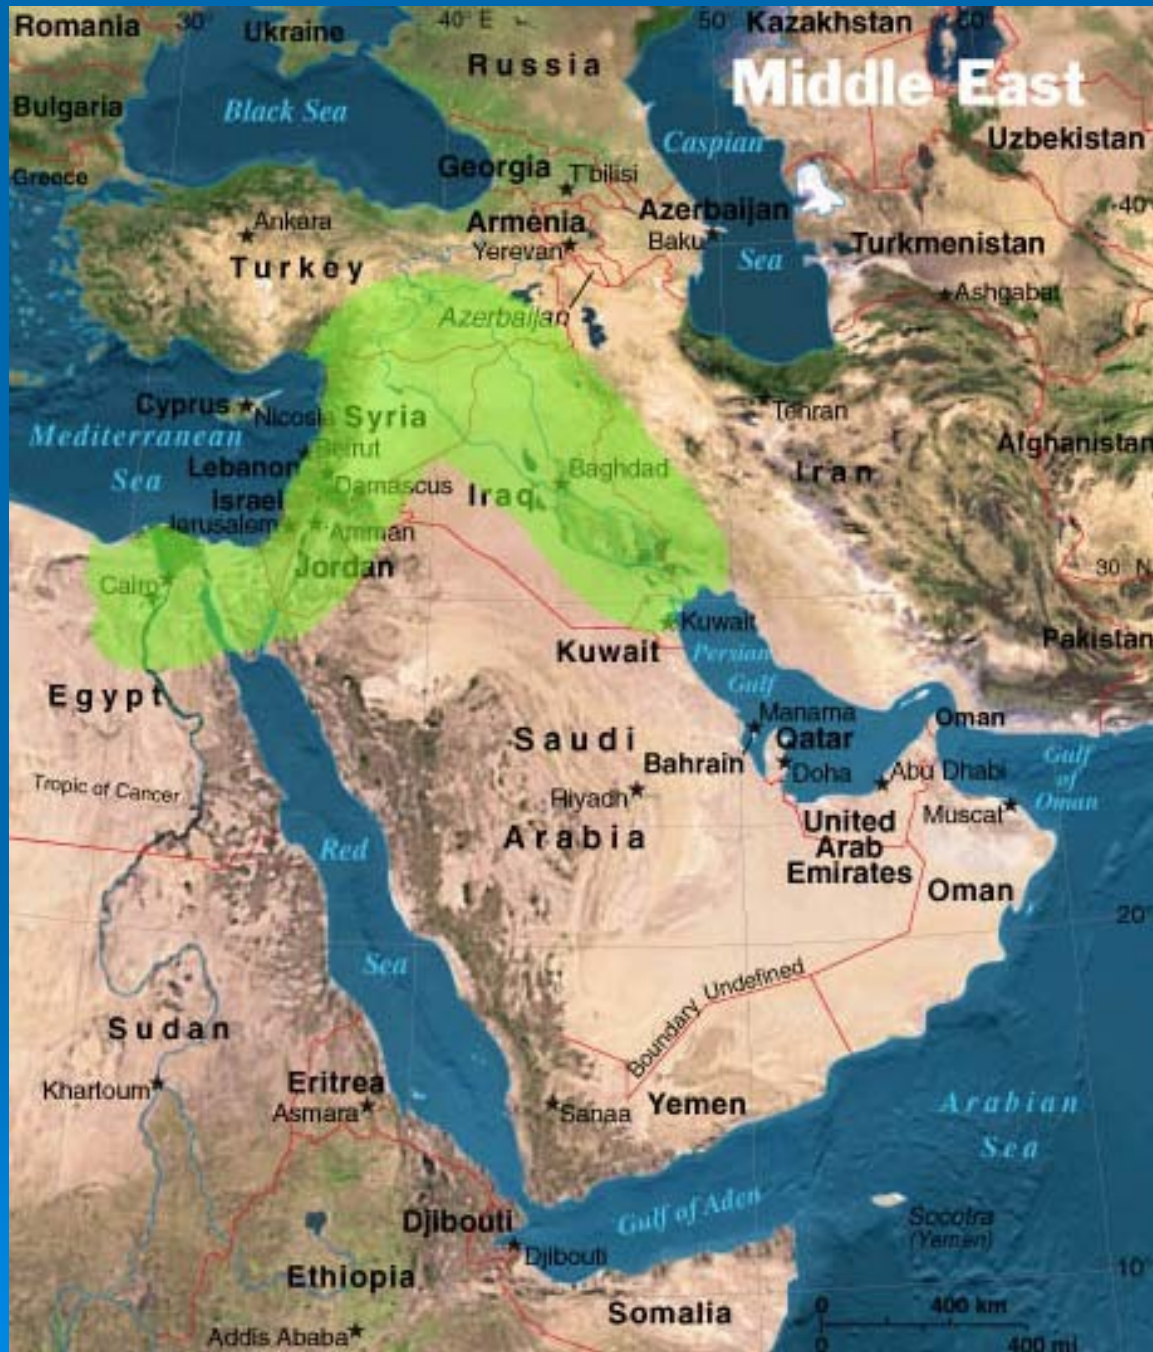 Romania
30°
Ukraine
40° E
50°
Kazakhstan
60°
Russia
Middle East
Bulgaria
Black Sea
Caspian
Uzbekistan
Georgia
T'bilisi
Greece
Armenia
Azerbaijan
40°
Ankara
Yerevan
Baku
Turkmenistan
Turkey
Sea
Ashgabat
Azerbaijan
Cyprus
Nicosia
Syria
Tehran
Mediterranean
Beirut
Afghanistan
Sea
Lebanon
Baghdad
Iran
Israel
Damascus
Iraq
Jerusalem
Amman
Cairo
Jordan
30° N
Kuwait
Kuwait
Persian
Pakistan
Gulf
Egypt
Manama
Oman
Saudi
Qatar
Gulf
Bahrain
Doha
Abu Dhabi
of
Tropic of Cancer
Riyadh
Oman
Muscat
Arabia
United
Red
Arab
Emirates
Oman
20°
Sea
Boundary Undefined
Sudan
Khartoum
Eritrea
Asmara
Sanaa
Yemen
Arabian
Sea
Gulf of Aden
Socotra
(Yemen)
Djibouti
Djibouti
10°
Ethiopia
Somalia
0
400 km
Addis Ababa
0
400 mi